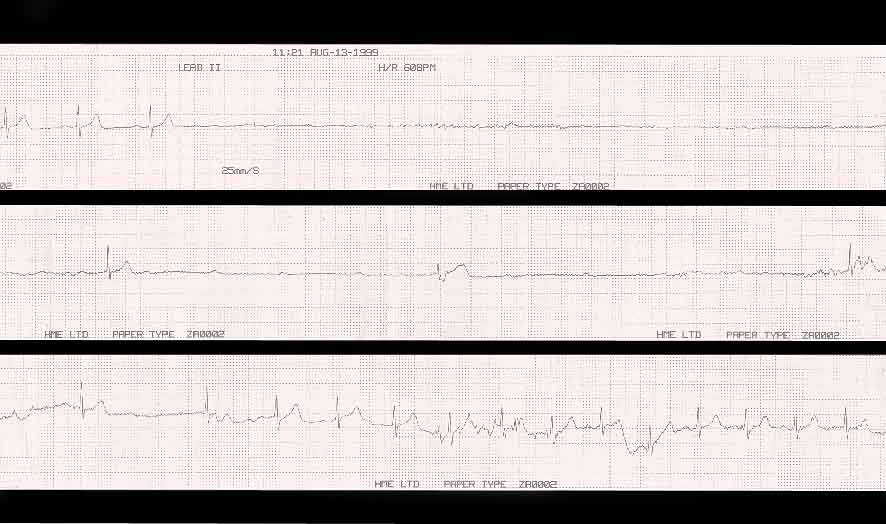 11:21 AUG-13-1999
LEAD II H/R 60BPM
25mm/S
02 HME LTD PAPER TYPE ZA0002
HME LTD PAPER TYPE ZA0002 HME LTD PAPER TYPE ZA0002
HME LTD PAPER TYPE ZA0002